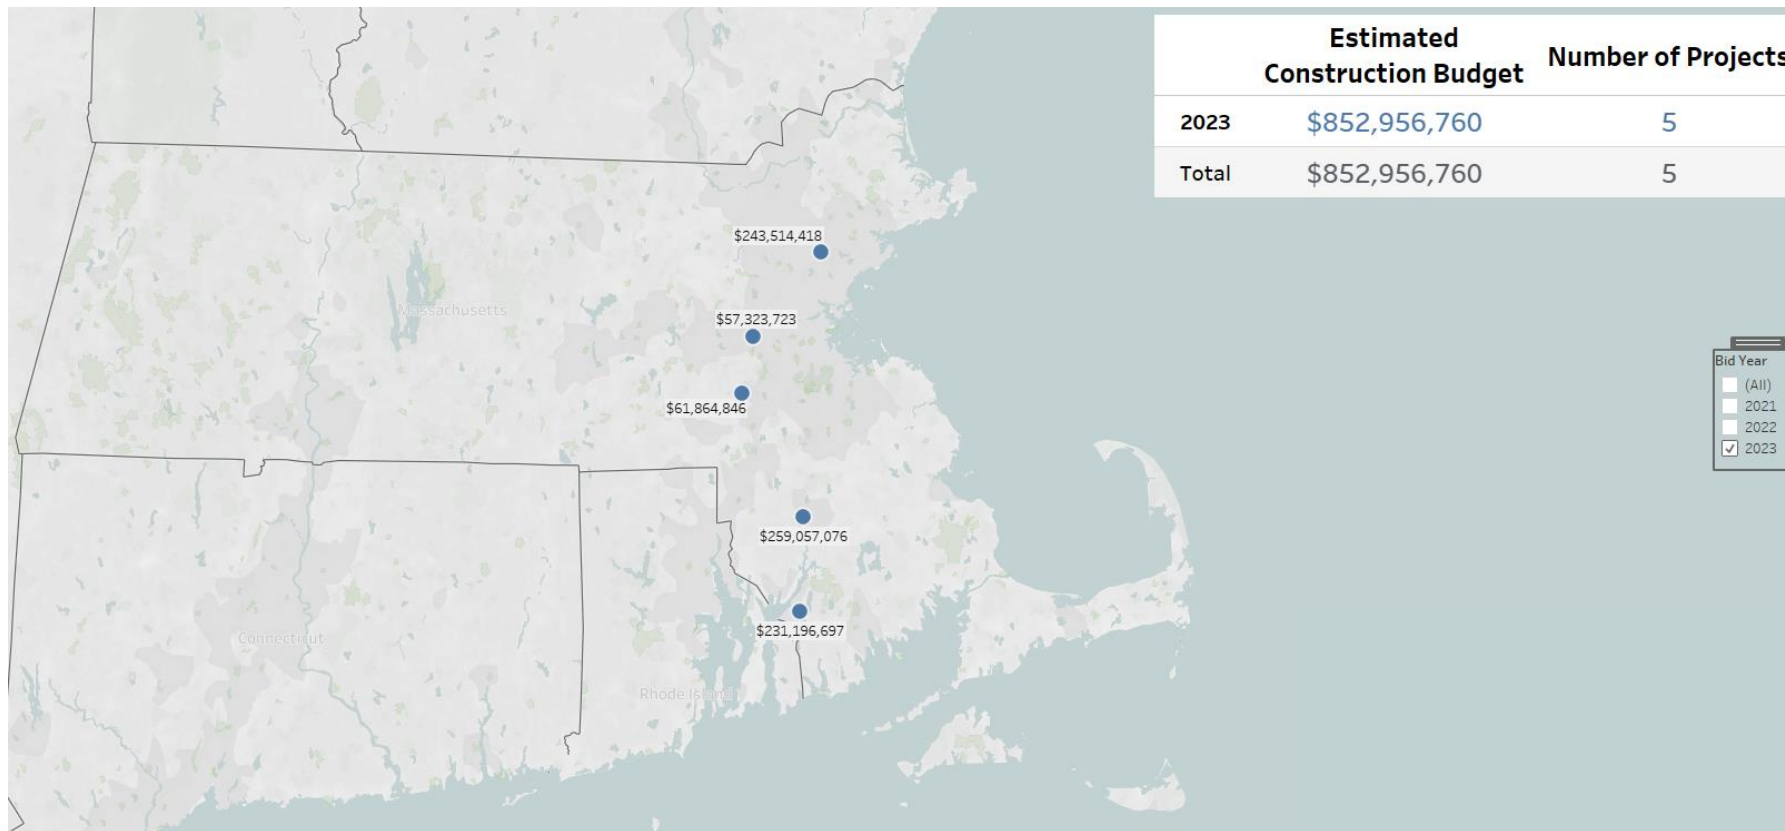 Estimated
Construction Budget
Number of Projects
2023 $852,956,760 5
Total $852,956,760 5
$243,514,418
Massachusetts
$57,323,723
$61,864,846
Bid Year
(All)
2021
2022
2023
$259,057,076
$231,196,697
Connecticut
Rhode Island